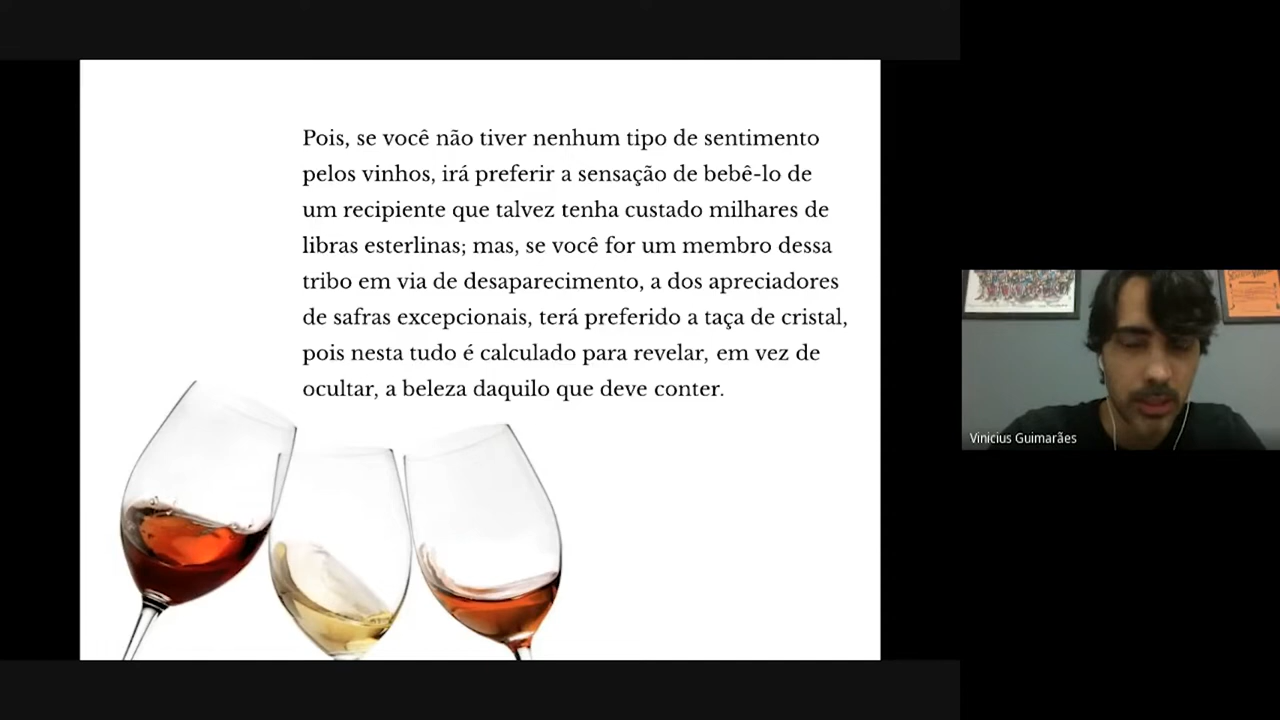 Pois, se você não tiver nenhum tipo de sentimento
pelos vinhos, irá preferir a sensação de bebê-lo de
um recipiente que talvez tenha custado milhares de
libras esterlinas; mas, se você for um membro dessa
tribo em via de desaparecimento, a dos apreciadores
de safras excepcionais, terá preferido a taça de cristal,
pois nesta tudo é calculado para revelar, em vez de
ocultar, a beleza daquilo que deve conter.
Vinicius Guimarães